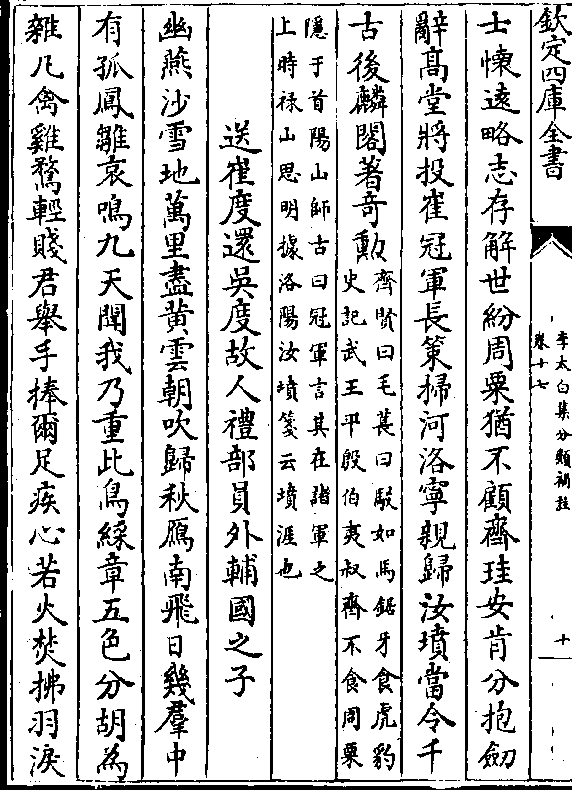 欽定四庫全書
李太白集分類補註
卷十七
十
士懐逺略志存解世紛周粟猶不顧齊珪安肯分抱劒
辭髙堂將投崔冠軍長策掃河洛寧親歸汝墳當令千
古後麟閣著竒勲齊賢曰毛萇曰駮如馬鋸牙食虎豹
史記武王平殷伯夷叔齊不食周粟
隠于首陽山師古曰冠軍言其在諸軍之
上時禄山思明據洛陽汝墳箋云墳涯也
送崔度還吳度故人禮部員外輔國之子
幽燕沙雪地萬里盡黄雲朝吹歸秋鴈南飛日幾羣中
有孤鳳雛哀鳴九天聞我乃重此鳥綵章五色分胡為
雜凡禽雞鶩輕賤君舉手捧爾足疾心若火焚拂羽淚